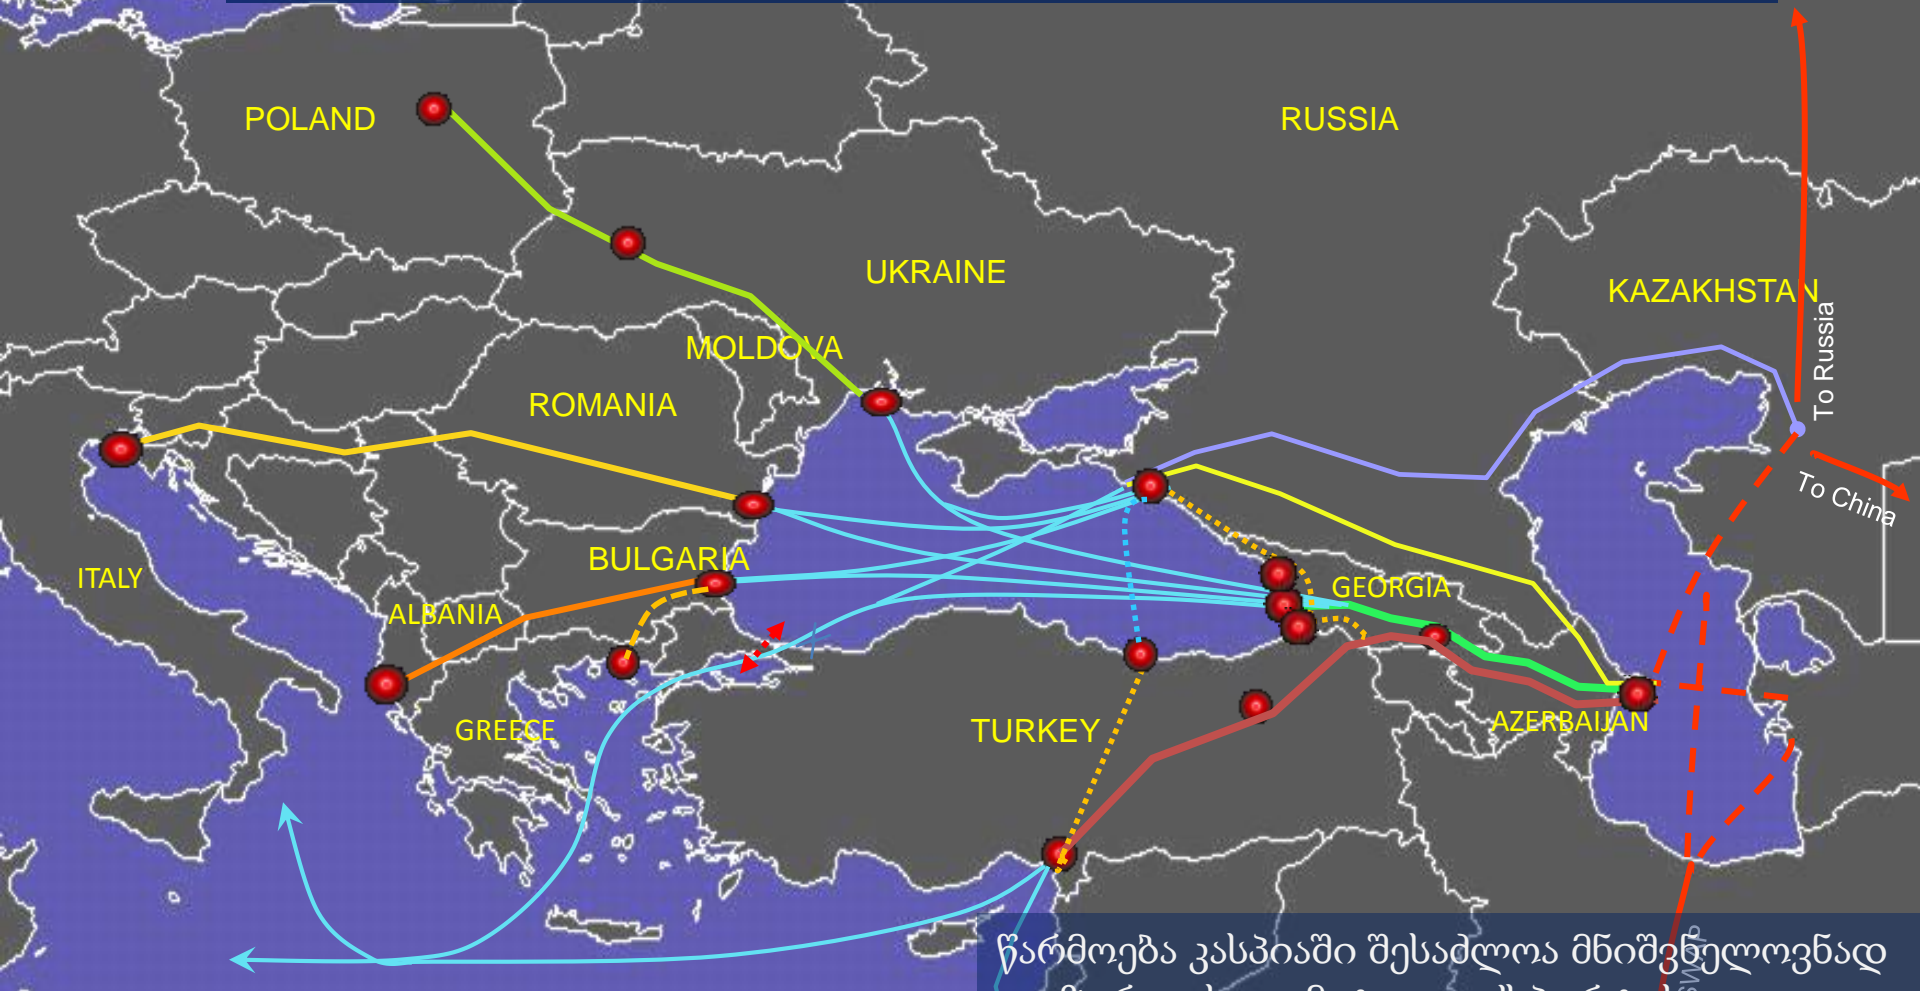 POLAND
RUSSIA
UKRAINE
KAZAKHSTAN
To Russia
MOLDOVA
ROMANIA
To China
BULGARIA
ITALY
GEORGIA
ALBANIA
GREECE
TURKEY
AZERBAIJAN
წარმოება კასპიაში შესაძლოა მნიშვნელოვნად
SWAP